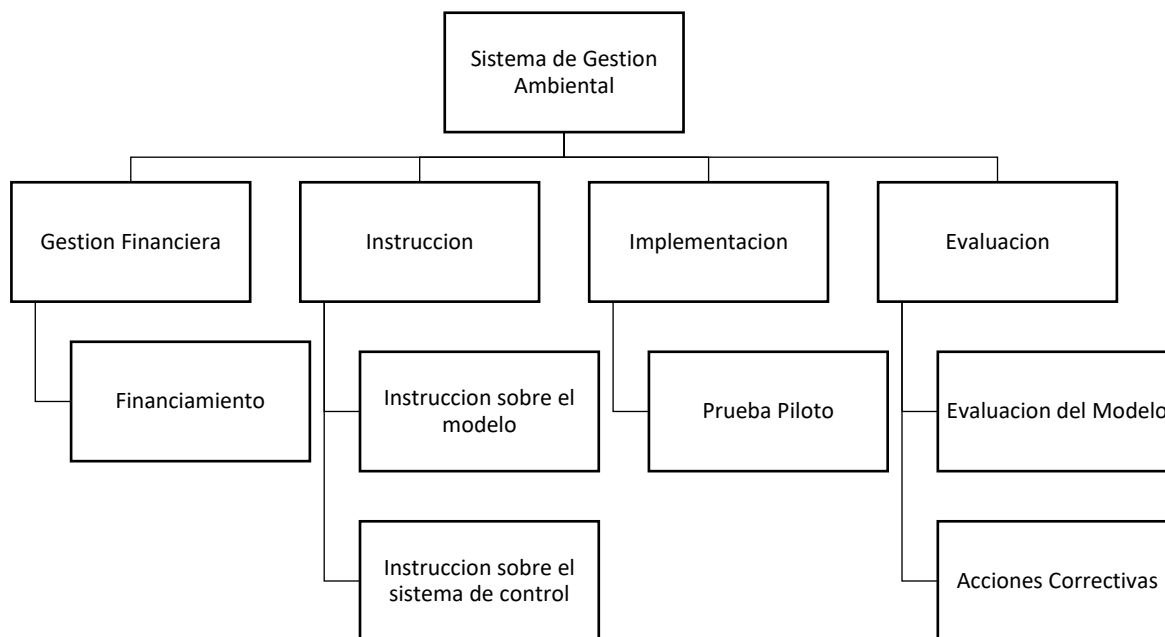 Sistema de Gestion
Ambiental
Gestion Financiera
Instruccion
Implementacion
Evaluacion
Financiamiento
Instruccion sobre el
modelo
Prueba Piloto
Evaluacion del Modelo
Instruccion sobre el
sistema de control
Acciones Correctivas